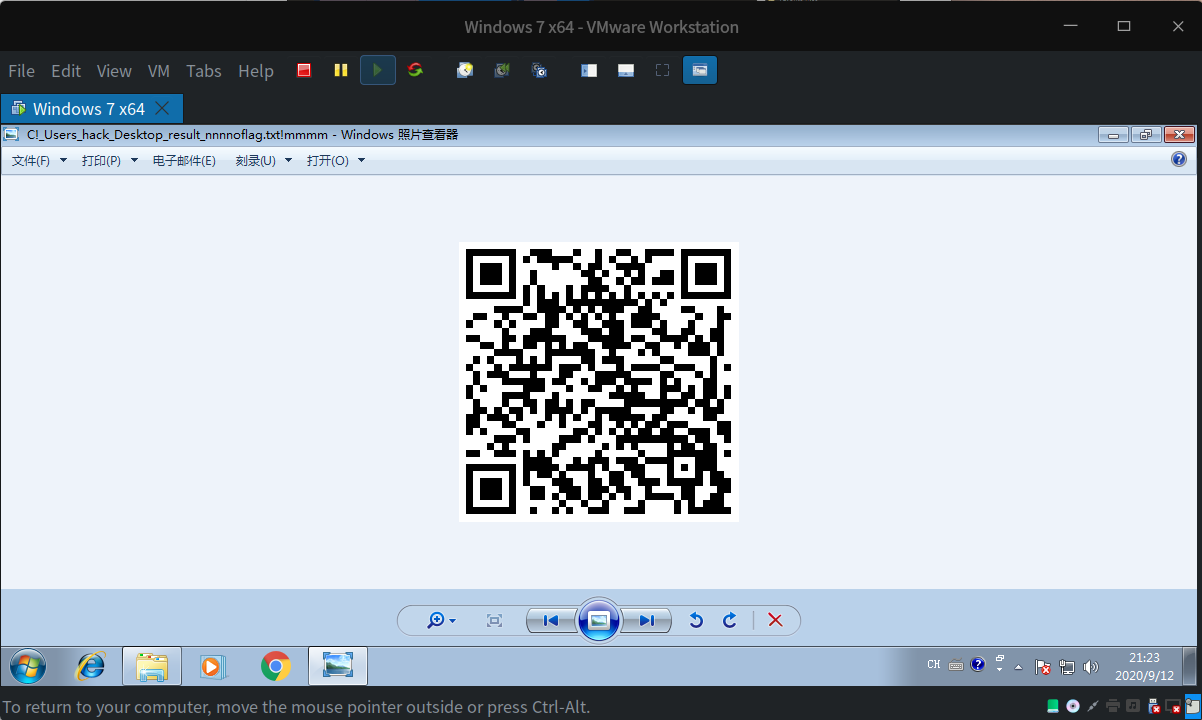 Windows 7 x64 - VMware Workstation
File Edit View VM Tabs Help
Windows 7 x64
C!_Users_hack_Desktop_result_nnnnoflag.txt!mmmm - Windows 照片查看器
文件(F) 打印(P) 电子邮件(E) 刻录(U) 打开(O)
CH 21:23
2020/9/12
To return to your computer, move the mouse pointer outside or press Ctrl-Alt.